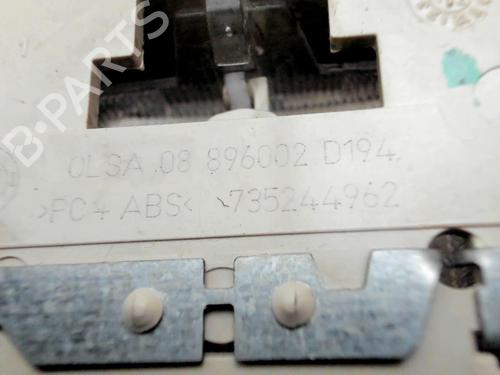 B-PARTS
OLSA .08 896002 D194
>PC+ABS< 735244962